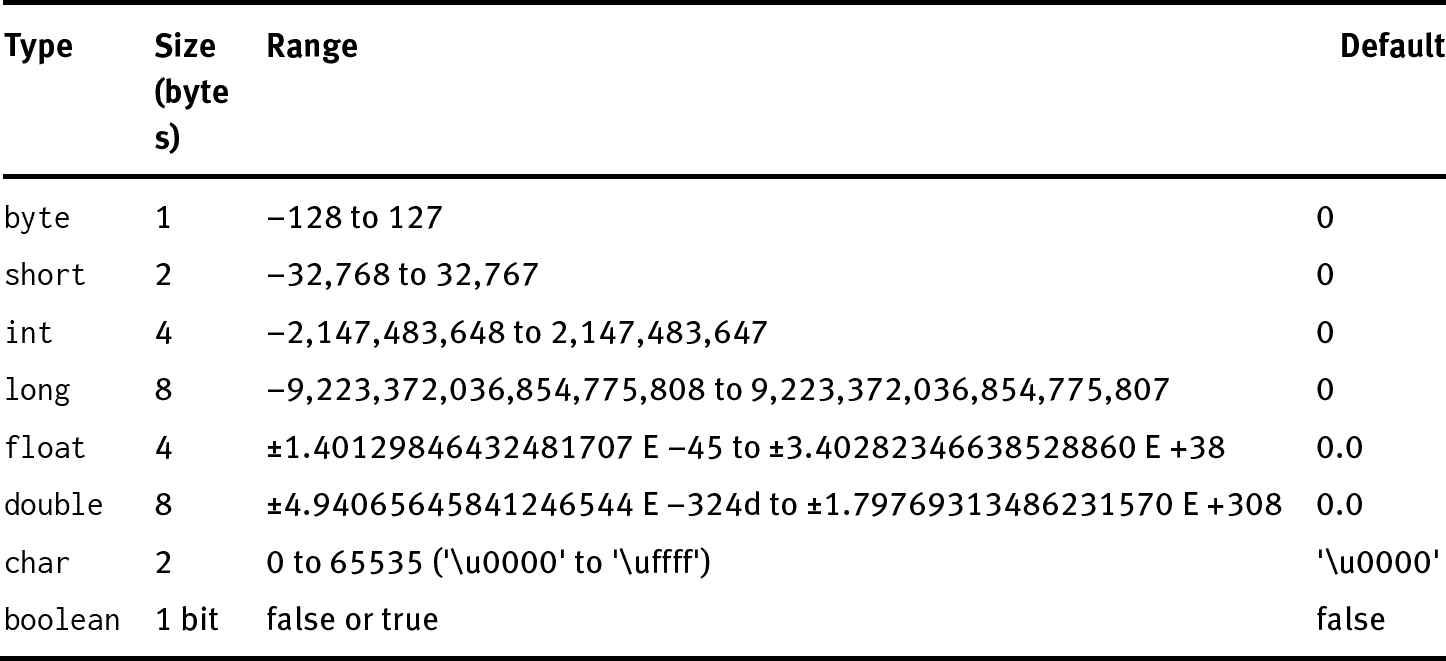 Type Size Range Default
(byte
s)
byte 1 –128 to 127 0
short 2 –32,768 to 32,767 0
int 4 –2,147,483,648 to 2,147,483,647 0
long 8 –9,223,372,036,854,775,808 to 9,223,372,036,854,775,807 0
float 4 ±1.40129846432481707 E –45 to ±3.40282346638528860 E +38 0.0
double 8 ±4.94065645841246544 E –324d to ±1.79769313486231570 E +308 0.0
char 2 0 to 65535 ('\u0000' to '\uffff') '\u0000'
boolean 1 bit false or true false